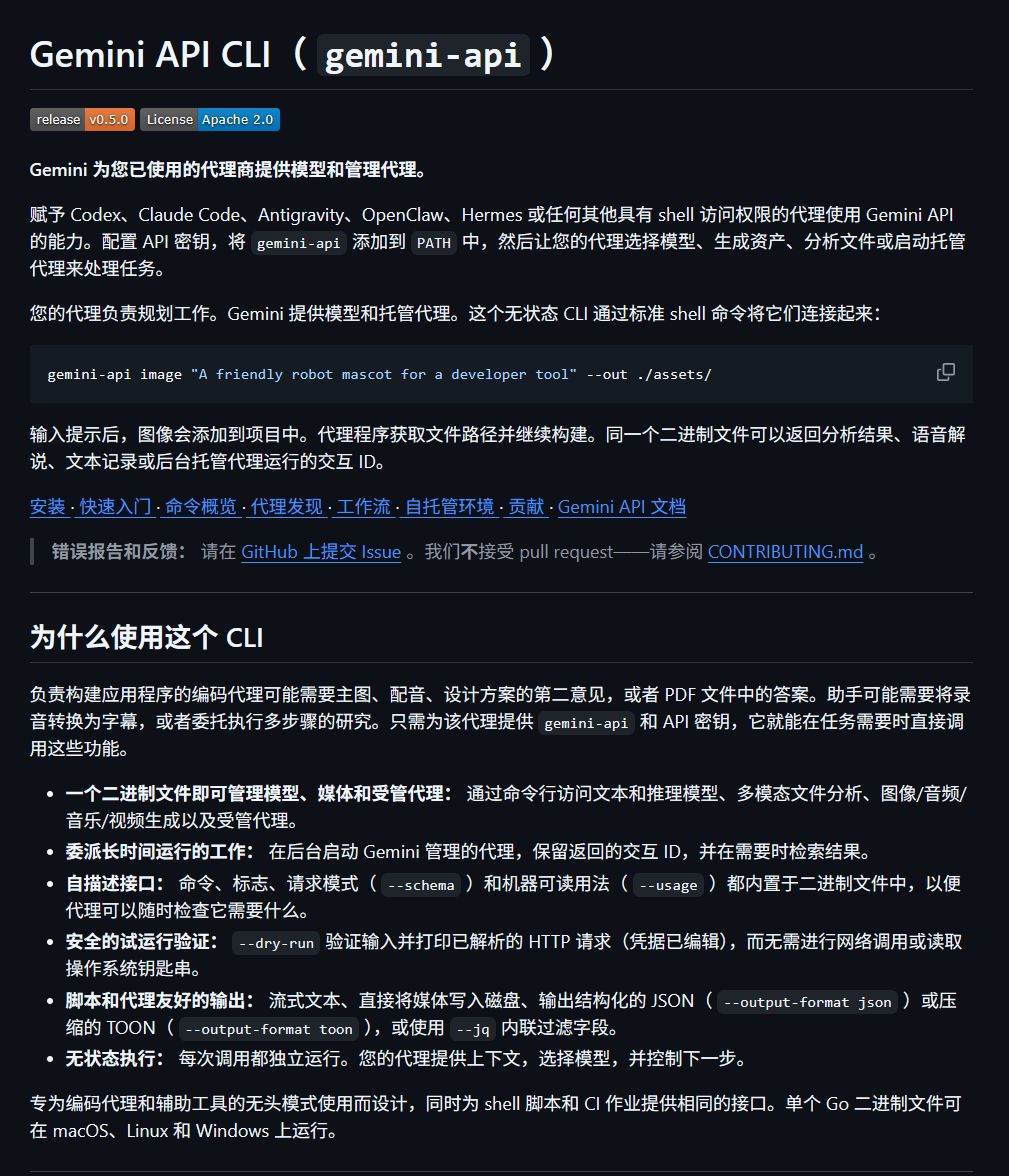 Gemini API CLI（ gemini-api ）
release v0.5.0 License Apache 2.0
Gemini 为您已使用的代理商提供模型和管理代理。
赋予 Codex、Claude Code、Antigravity、OpenClaw、Hermes 或任何其他具有 shell 访问权限的代理使用 Gemini API
的能力。配置 API 密钥，将 gemini-api 添加到 PATH 中，然后让您的代理选择模型、生成资产、分析文件或启动托管
代理来处理任务。
您的代理负责规划工作。Gemini 提供模型和托管代理。这个无状态 CLI 通过标准 shell 命令将它们连接起来：
gemini-api image "A friendly robot mascot for a developer tool" --out ./assets/
输入提示后，图像会添加到项目中。代理程序获取文件路径并继续构建。同一个二进制文件可以返回分析结果、语音解
说、文本记录或后台托管代理运行的交互 ID。
安装 · 快速入门 · 命令概览 · 代理发现 · 工作流 · 自托管环境 · 贡献 · Gemini API 文档
错误报告和反馈： 请在 GitHub 上提交 Issue 。我们不接受 pull request——请参阅 CONTRIBUTING.md 。
为什么使用这个 CLI
负责构建应用程序的编码代理可能需要主图、配音、设计方案的第二意见，或者 PDF 文件中的答案。助手可能需要将录
音转换为字幕，或者委托执行多步骤的研究。只需为该代理提供 gemini-api 和 API 密钥，它就能在任务需要时直接调
用这些功能。
• 一个二进制文件即可管理模型、媒体和受管代理： 通过命令行访问文本和推理模型、多模态文件分析、图像/音频/
音乐/视频生成以及受管代理。
• 委派长时间运行的工作： 在后台启动 Gemini 管理的代理，保留返回的交互 ID，并在需要时检索结果。
• 自描述接口： 命令、标志、请求模式（ --schema ）和机器可读用法（ --usage ）都内置于二进制文件中，以便
代理可以随时检查它需要什么。
• 安全的试运行验证： --dry-run 验证输入并打印已解析的 HTTP 请求（凭据已编辑），而无需进行网络调用或读取
操作系统钥匙串。
• 脚本和代理友好的输出： 流式文本、直接将媒体写入磁盘、输出结构化的 JSON（ --output-format json ）或压
缩的 TOON（ --output-format toon ），或使用 --jq 内联过滤字段。
• 无状态执行： 每次调用都独立运行。您的代理提供上下文，选择模型，并控制下一步。
专为编码代理和辅助工具的无头模式使用而设计，同时为 shell 脚本和 CI 作业提供相同的接口。单个 Go 二进制文件可
在 macOS、Linux 和 Windows 上运行。